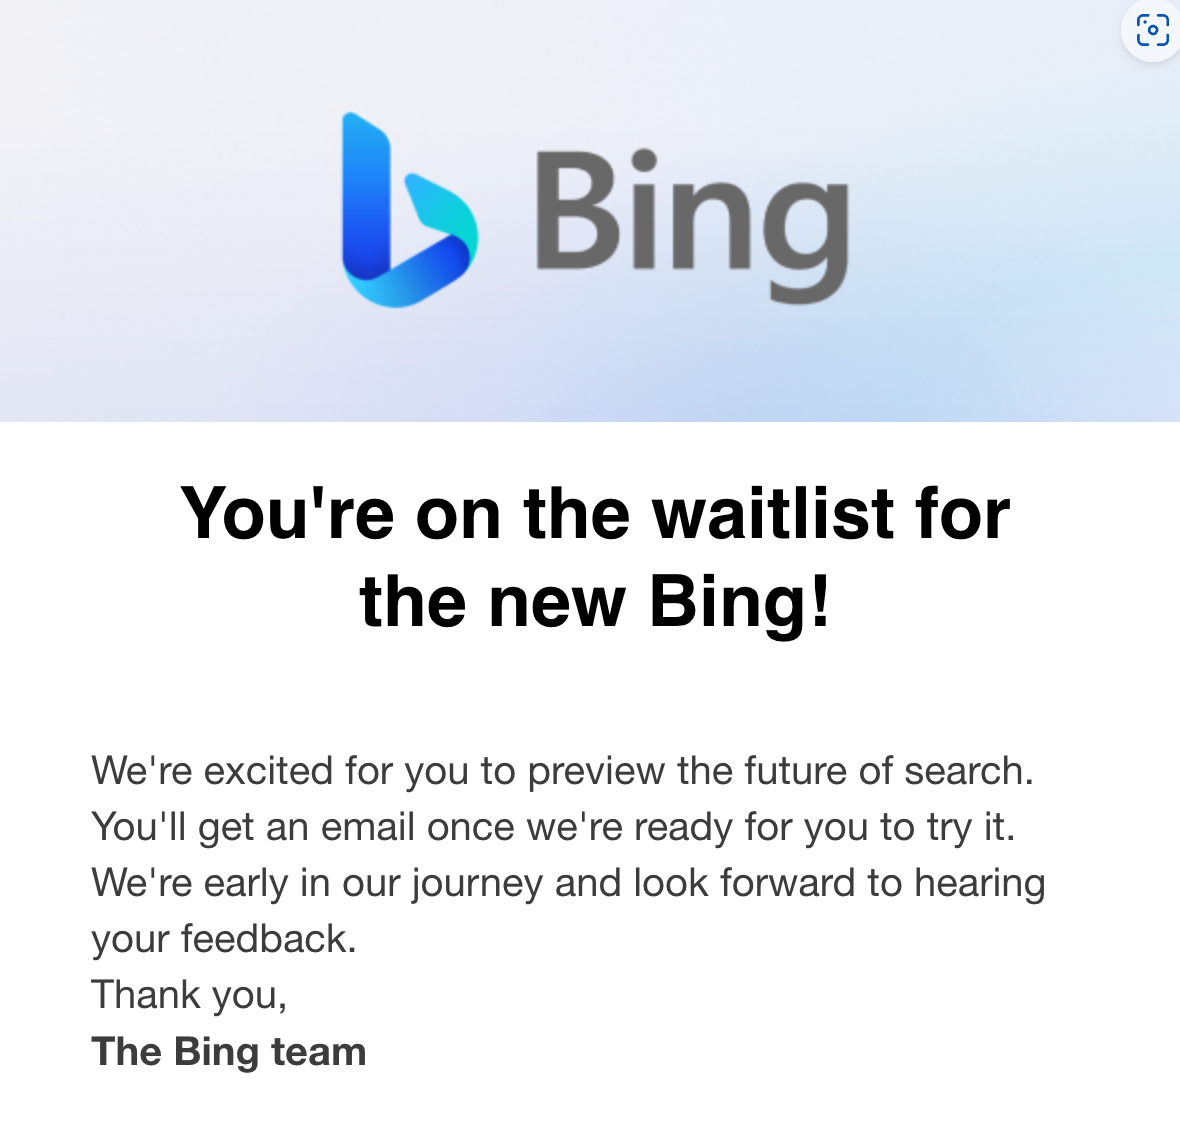 Bing
You're on the waitlist for
the new Bing!
We're excited for you to preview the future of search.
You'll get an email once we're ready for you to try it.
We're early in our journey and look forward to hearing
your feedback.
Thank you,
The Bing team